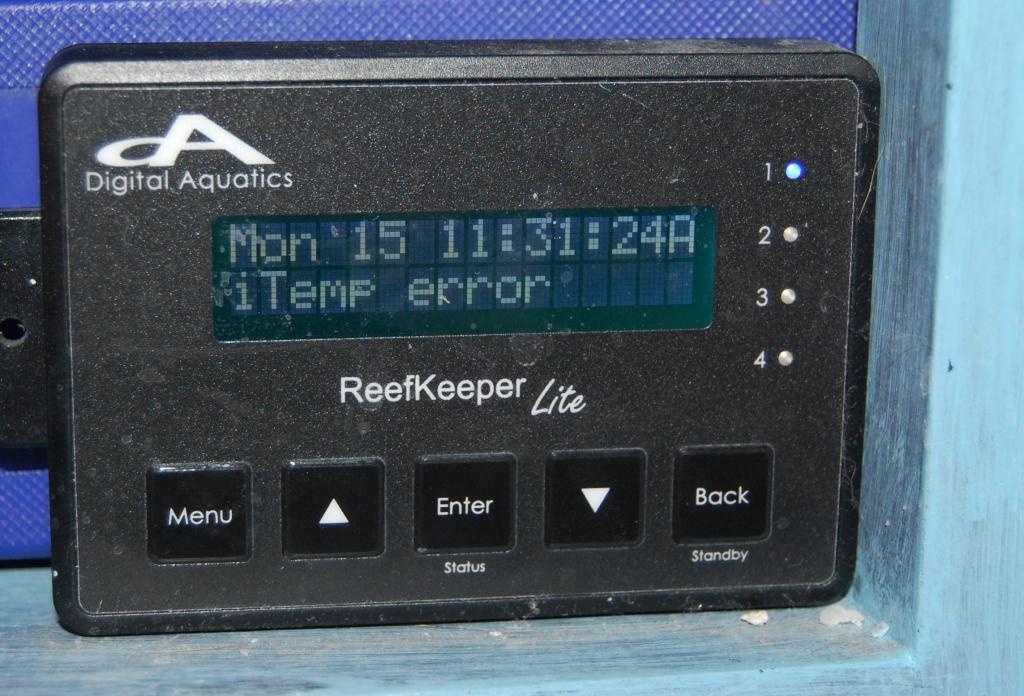 dA
Digital Aquatics
1
Mon 15 11:31:24A
2
iTemp error
3
4
ReefKeeper Lite
Menu ▲ Enter ▼ Back
Status Standby